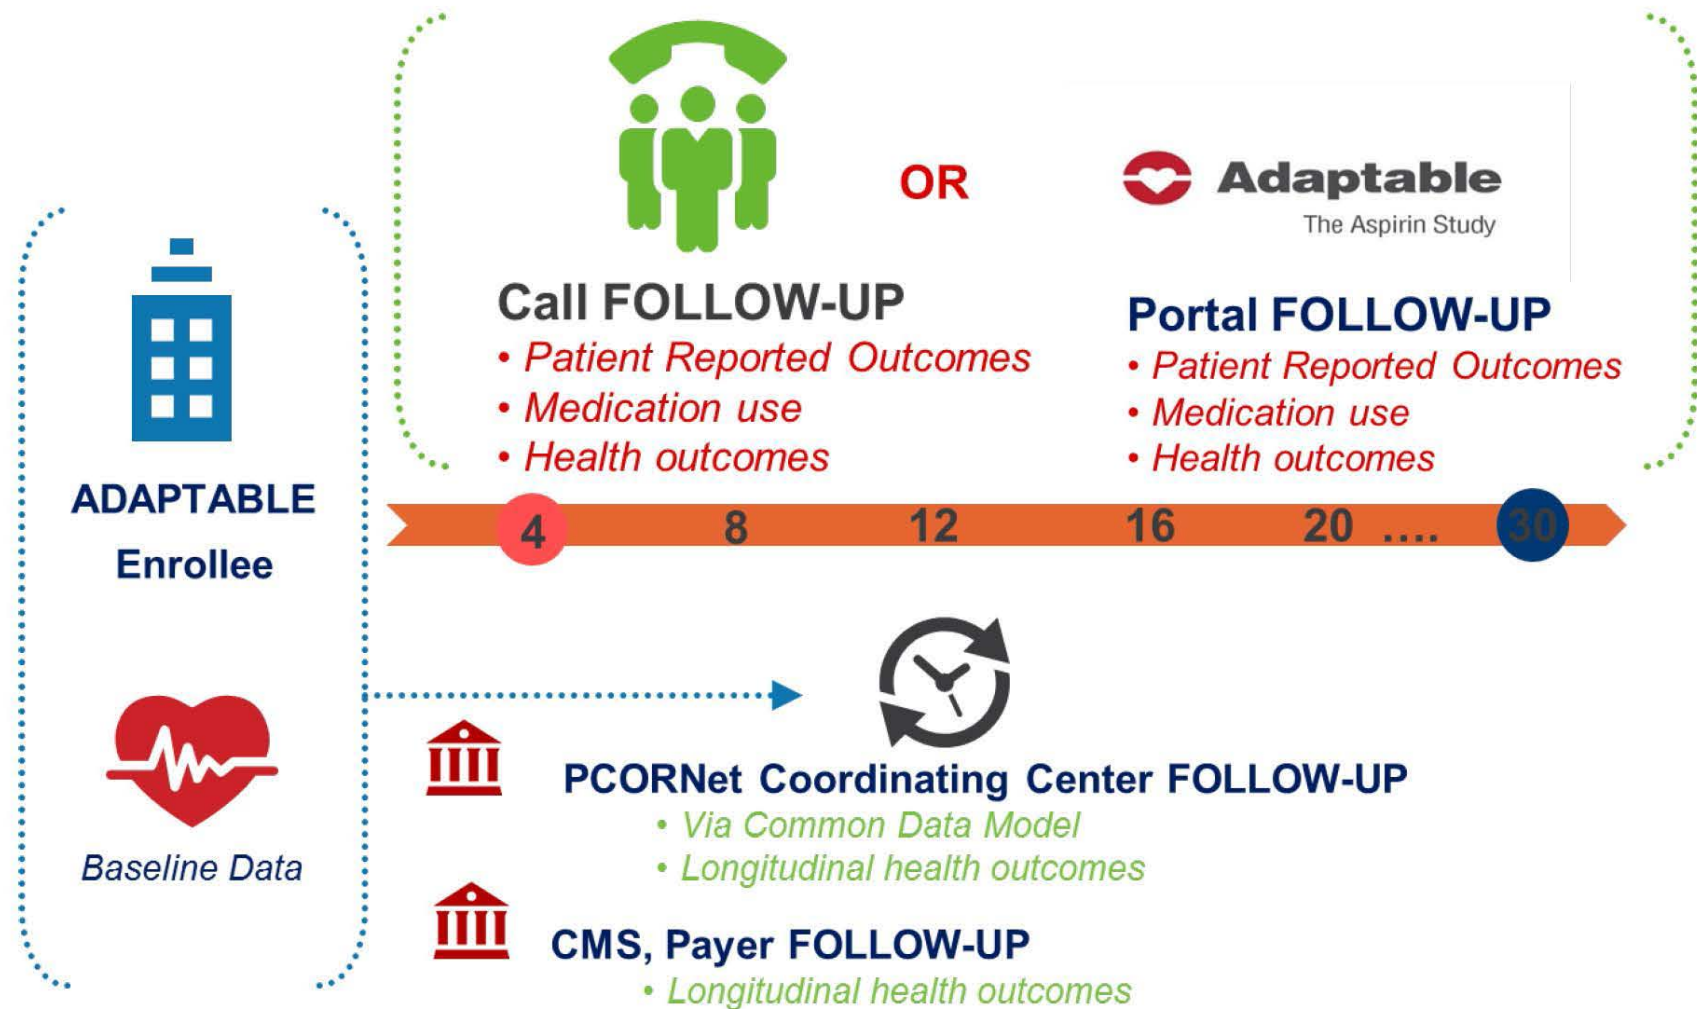 OR
Adaptable
The Aspirin Study
Call FOLLOW-UP
• Patient Reported Outcomes
• Medication use
• Health outcomes
Portal FOLLOW-UP
• Patient Reported Outcomes
• Medication use
• Health outcomes
ADAPTABLE
Enrollee
Baseline Data
4 8 12 16 20 .... 30
PCORNet Coordinating Center FOLLOW-UP
• Via Common Data Model
• Longitudinal health outcomes
CMS, Payer FOLLOW-UP
• Longitudinal health outcomes